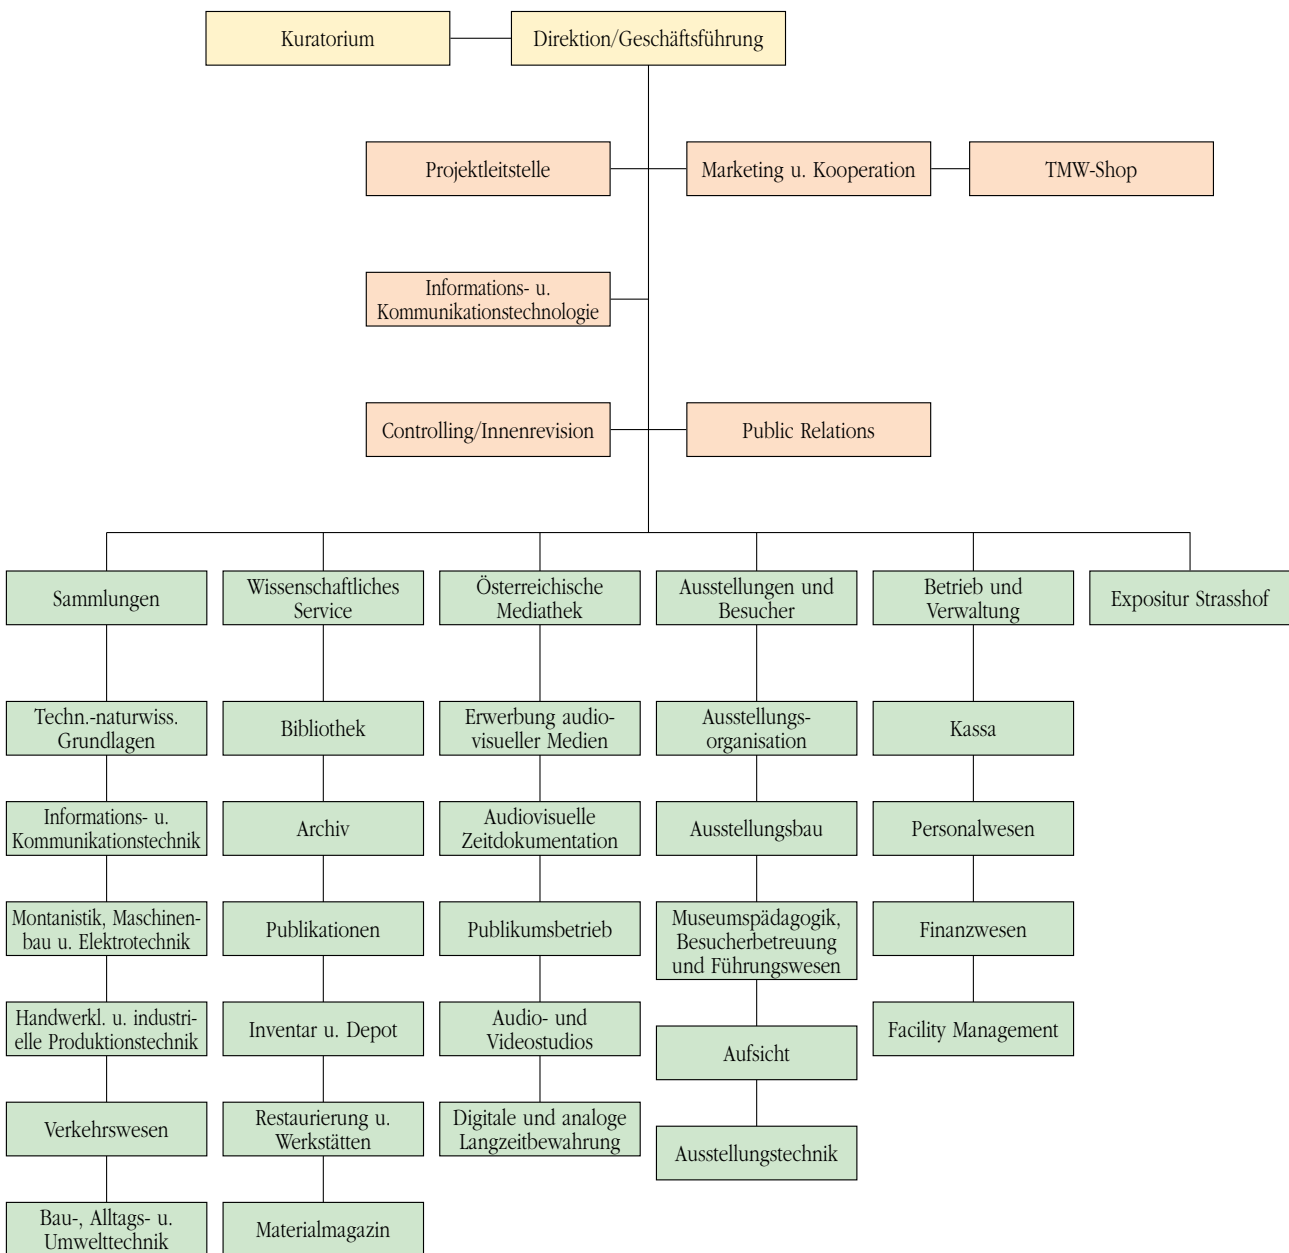 Kuratorium
Direktion/Geschäftsführung
Projektleitstelle
Marketing u. Kooperation
TMW-Shop
Informations- u.
Kommunikationstechnologie
Controlling/Innenrevision
Public Relations
Sammlungen
Wissenschaftliches
Service
Österreichische
Mediathek
Ausstellungen und
Besucher
Betrieb und
Verwaltung
Expositur Strasshof
Techn.-naturwiss.
Grundlagen
Bibliothek
Erwerbung audio-
visueller Medien
Ausstellungs-
organisation
Kassa
Informations- u.
Kommunikationstechnik
Archiv
Audiovisuelle
Zeitdokumentation
Ausstellungsbau
Personalwesen
Montanistik, Maschinen-
bau u. Elektrotechnik
Publikationen
Publikumsbetrieb
Museumspädagogik,
Besucherbetreuung
und Führungswesen
Finanzwesen
Handwerkl. u. industri-
elle Produktionstechnik
Inventar u. Depot
Audio- und
Videostudios
Aufsicht
Facility Management
Verkehrswesen
Restaurierung u.
Werkstätten
Digitale und analoge
Langzeitbewahrung
Ausstellungstechnik
Bau-, Alltags- u.
Umwelttechnik
Materialmagazin